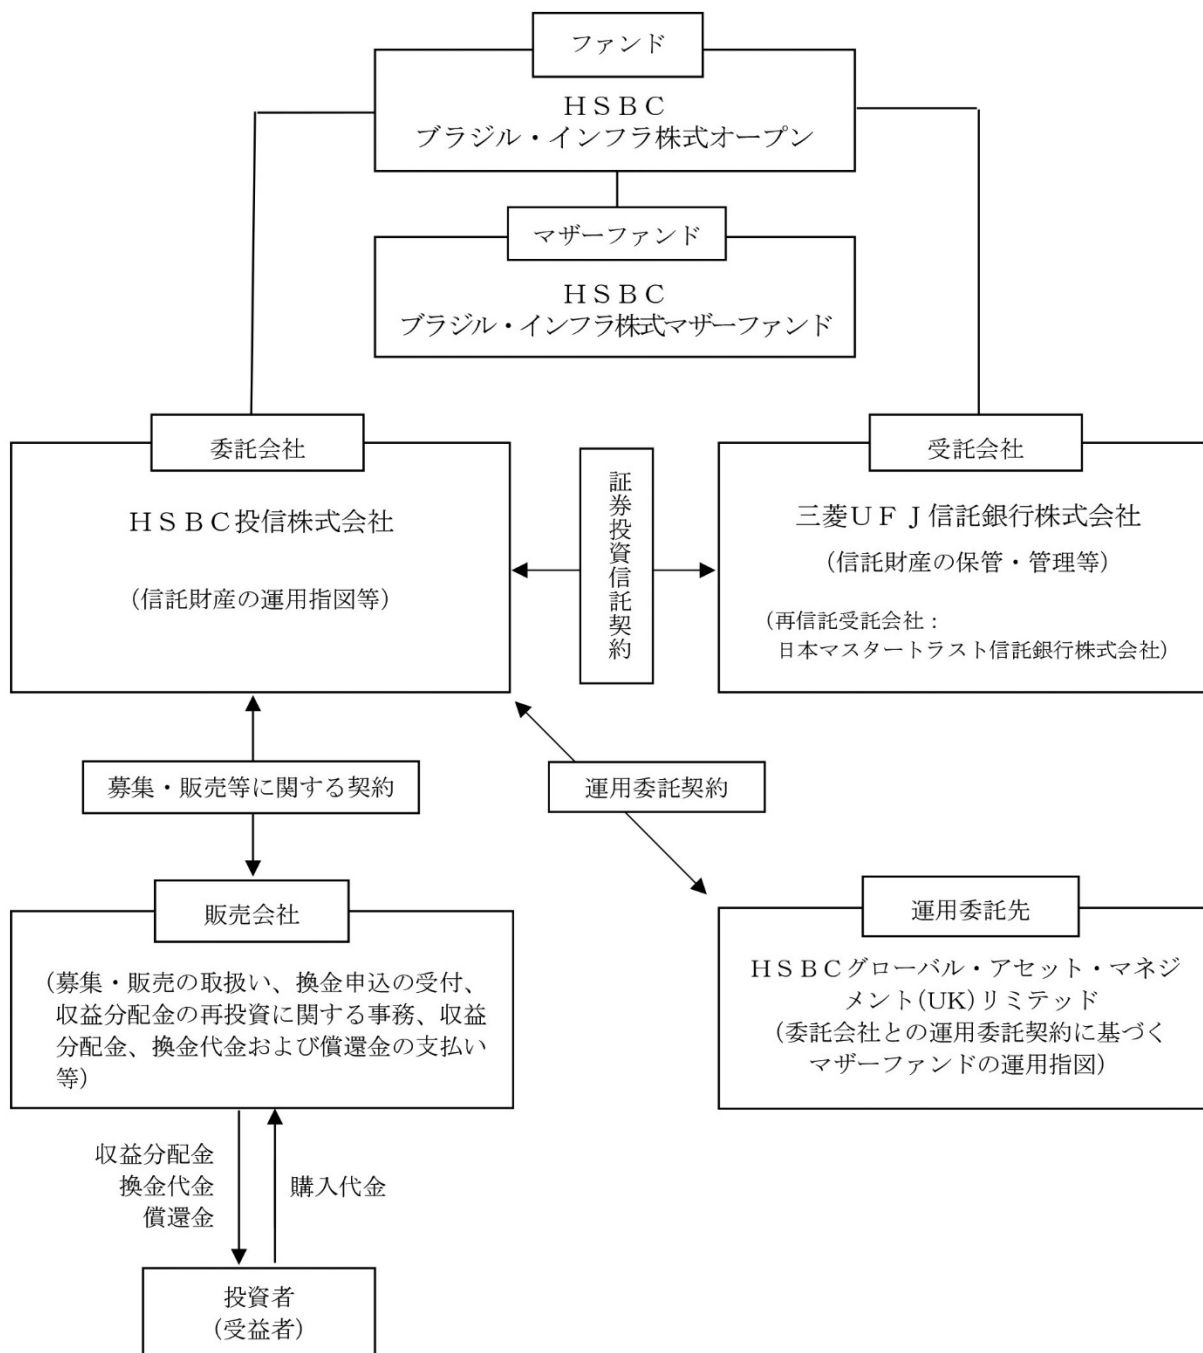 ファンド
ＨＳＢＣ
ブラジル・インフラ株式オープン
マザーファンド
ＨＳＢＣ
ブラジル・インフラ株式マザーファンド
委託会社
ＨＳＢＣ投信株式会社
（信託財産の運用指図等）
証券投資信託契約
受託会社
三菱ＵＦＪ信託銀行株式会社
（信託財産の保管・管理等）
（再信託受託会社：
日本マスタートラスト信託銀行株式会社）
募集・販売等に関する契約
運用委託契約
販売会社
（募集・販売の取扱い、換金申込の受付、
収益分配金の再投資に関する事務、収益
分配金、換金代金および償還金の支払い
等）
運用委託先
ＨＳＢＣグローバル・アセット・マネジ
メント(UK)リミテッド
（委託会社との運用委託契約に基づく
マザーファンドの運用指図）
収益分配金
換金代金
償還金
購入代金
投資者
（受益者）